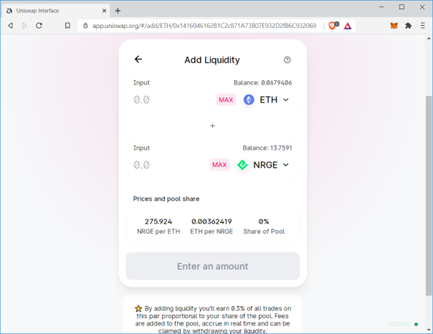 Uniswap Interface
app.uniswap.org/#/add/ETH/0x141694616281C2c871A73B07E932D2fB6C932069
Add Liquidity
Input
Balance: 0.0679406
0.0
MAX
ETH
+
Input
Balance: 13.7591
0.0
MAX
NRGE
Prices and pool share
275.924 0.00362419 0%
NRGE per ETH ETH per NRGE Share of Pool
Enter an amount
By adding liquidity you'll earn 0.3% of all trades on
this pair proportional to your share of the pool. Fees
are added to the pool, accrue in real time and can be
claimed by withdrawing your liquidity.